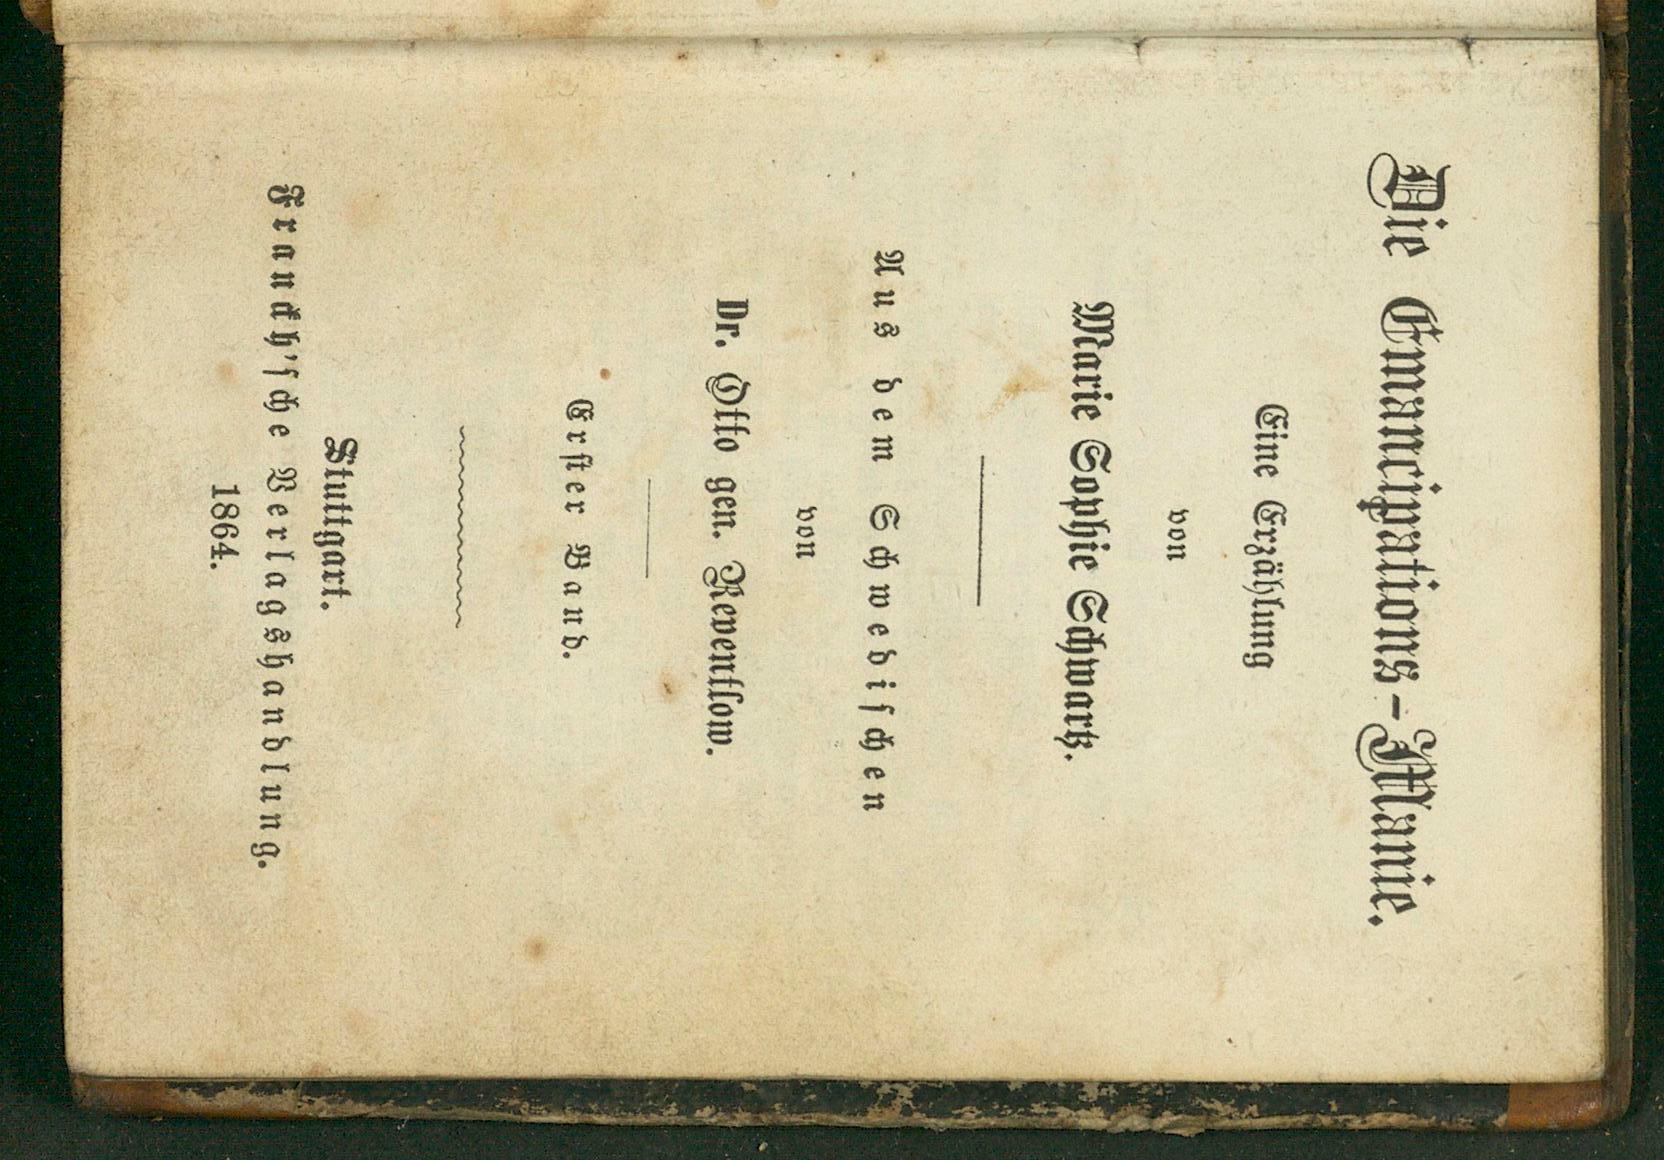 Die Emancipations-Manie.
Eine Erzählung
von
Marie Sophie Schwartz.
Aus dem Schwedischen
von
Dr. Otto gen. Reventlow.
Erster Band.
Stuttgart.
Franckh'sche Verlagshandlung.
1864.